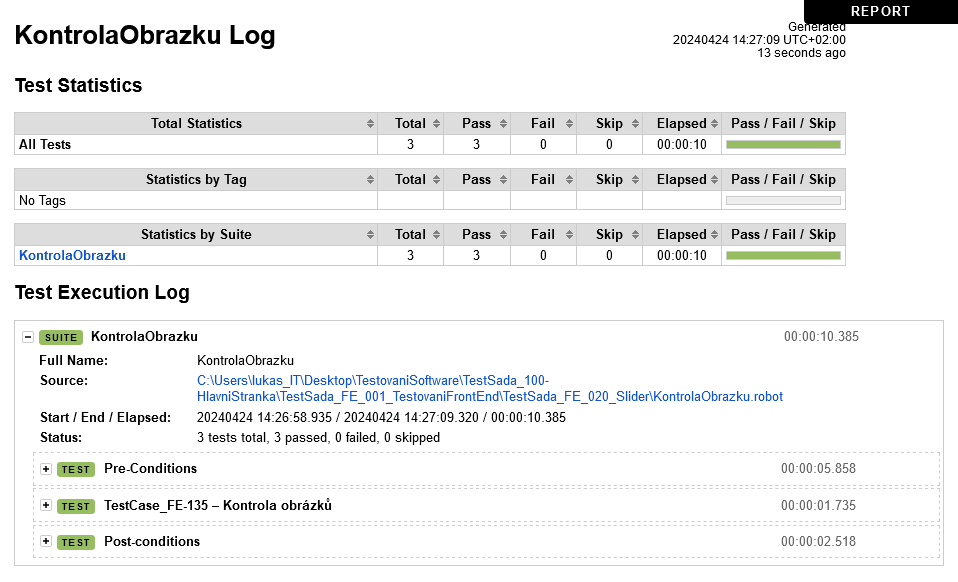 REPORT
KontrolaObrazku Log
Generated
20240424 14:27:09 UTC+02:00
13 seconds ago
Test Statistics
Total Statistics Total Pass Fail Skip Elapsed Pass / Fail / Skip
All Tests 3 3 0 0 00:00:10
Statistics by Tag Total Pass Fail Skip Elapsed Pass / Fail / Skip
No Tags
Statistics by Suite Total Pass Fail Skip Elapsed Pass / Fail / Skip
KontrolaObrazku 3 3 0 0 00:00:10
Test Execution Log
SUITE KontrolaObrazku 00:00:10.385
Full Name: KontrolaObrazku
Source: C:\Users\lukas_IT\Desktop\TestovaniSoftware\TestSada_100-
HlavniStranka\TestSada_FE_001_TestovaniFrontEnd\TestSada_FE_020_Slider\KontrolaObrazku.robot
Start / End / Elapsed: 20240424 14:26:58.935 / 20240424 14:27:09.320 / 00:00:10.385
Status: 3 tests total, 3 passed, 0 failed, 0 skipped
TEST Pre-Conditions 00:00:05.858
TEST TestCase_FE-135 – Kontrola obrázků 00:00:01.735
TEST Post-conditions 00:00:02.518